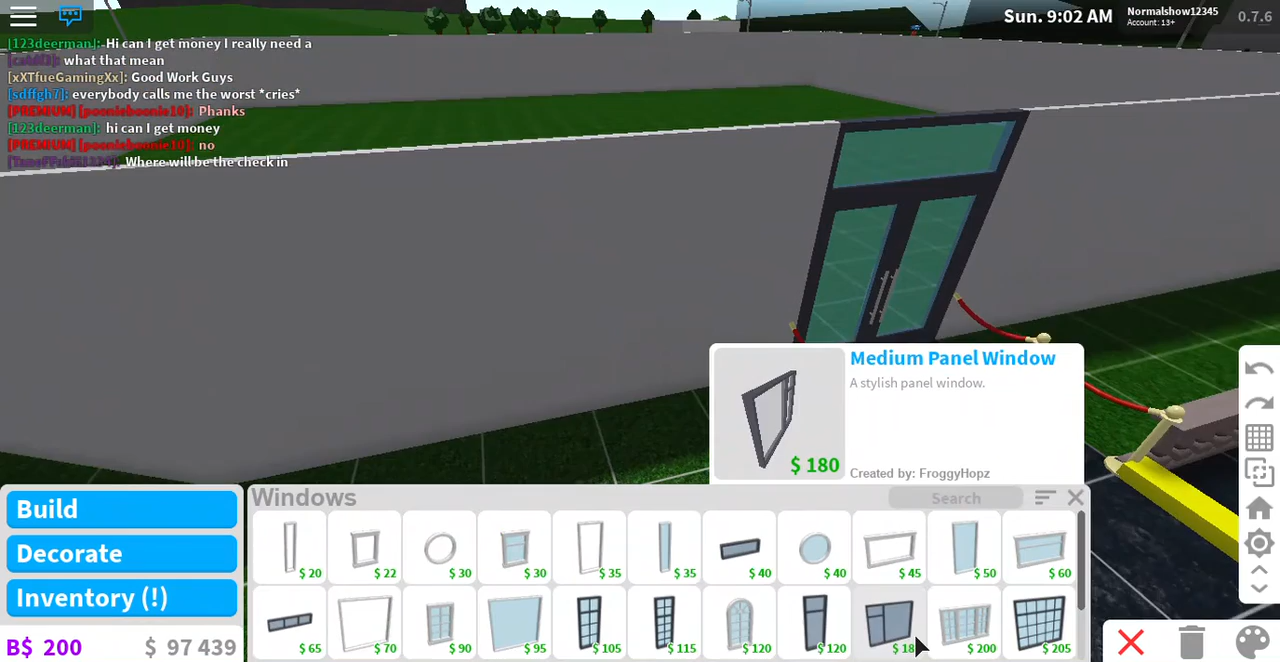 Sun. 9:02 AM
Normalshow12345
Account: 13+
0.7.6
[123deerman]: Hi can I get money I really need a
what that mean
[xXTfueGamingXx]: Good Work Guys
[sdffgh7]: everybody calls me the worst *cries*
[PREMIUM] [poonieboonie10]: Phanks
[123deerman]: hi can I get money
[PREMIUM] [poonieboonie10]: no
Where will be the check in
Medium Panel Window
A stylish panel window.
$ 180
Created by: FroggyHopz
Build
Decorate
Inventory (!)
B$ 200
$ 97 439
Windows
Search
$ 20
$ 22
$ 30
$ 30
$ 35
$ 35
$ 40
$ 40
$ 45
$ 50
$ 60
$ 65
$ 70
$ 90
$ 95
$ 105
$ 115
$ 120
$ 120
$ 18
$ 200
$ 205